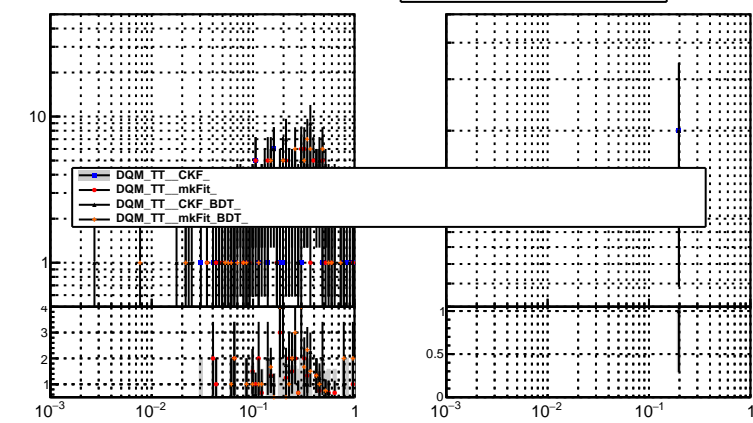 10
DQM_TT__CKF_
DQM_TT__mkFit_
DQM_TT__CKF_BDT_
DQM_TT__mkFit_BDT_
1
4
3
2
1
1
0.5
0
10−3 10−2 10−1 1
10−3 10−2 10−1 1